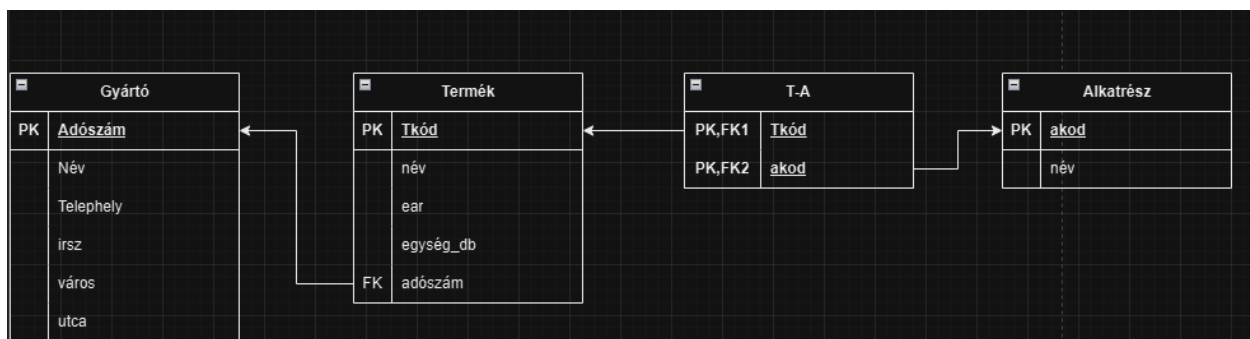 Gyártó
PK Adószám
Név
Telephely
irsz
város
utca
Termék
PK Tkód
név
ear
egység_db
FK adószám
T-A
PK,FK1 Tkód
PK,FK2 akod
Alkatrész
PK akod
név